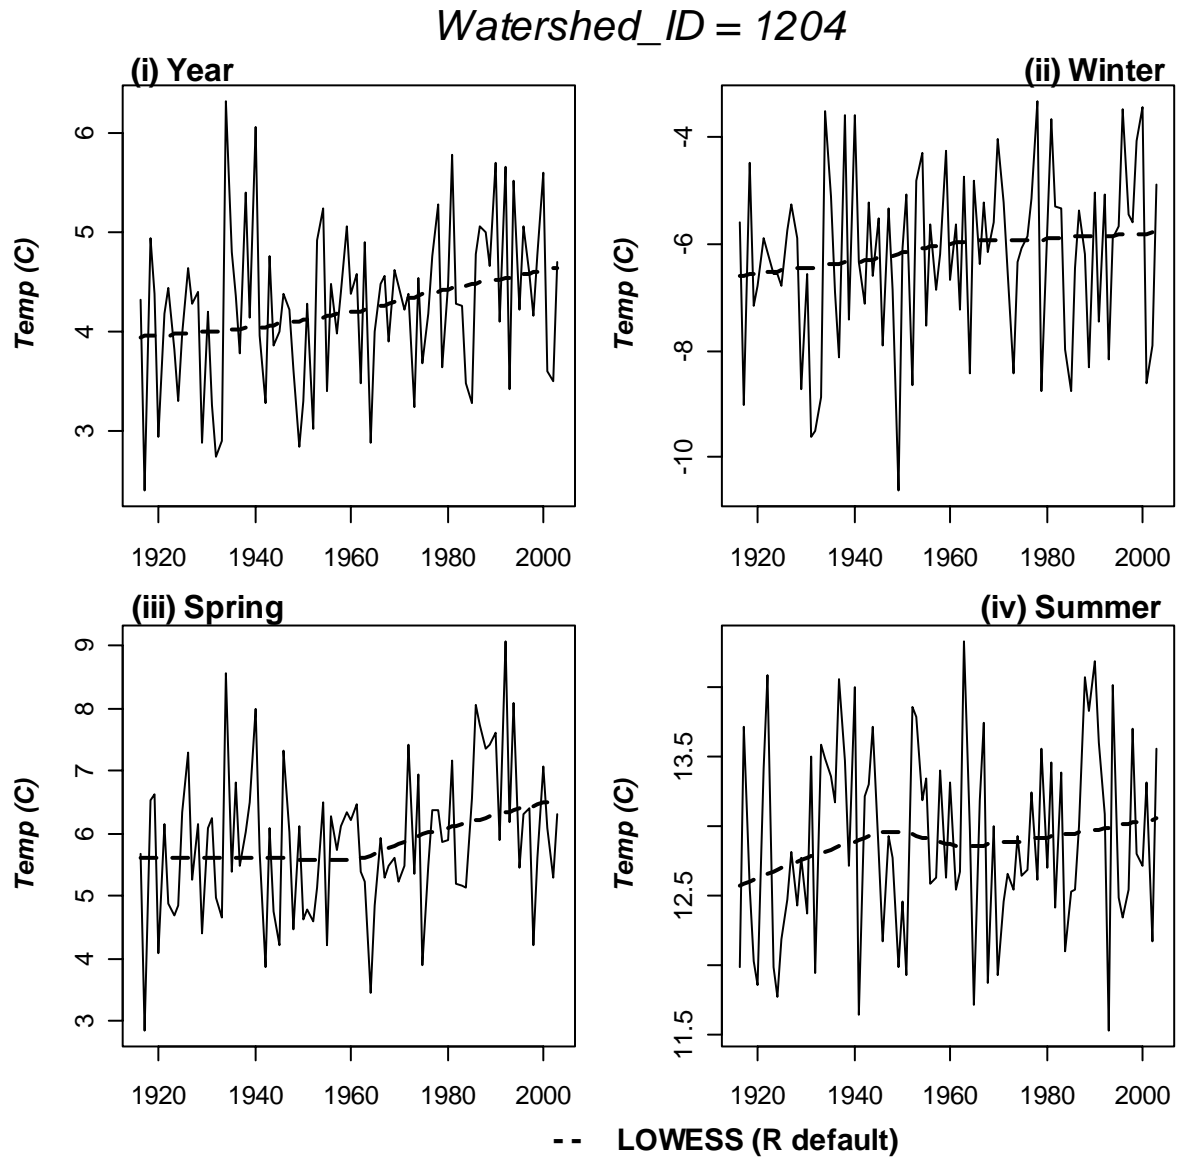 Watershed_ID = 1204
(i) Year
(ii) Winter
Temp (C)
6
5
4
3
1920 1940 1960 1980 2000
Temp (C)
-4
-6
-8
-10
1920 1940 1960 1980 2000
(iii) Spring
(iv) Summer
Temp (C)
9
8
7
6
5
4
3
1920 1940 1960 1980 2000
Temp (C)
13.5
12.5
11.5
1920 1940 1960 1980 2000
-- LOWESS (R default)